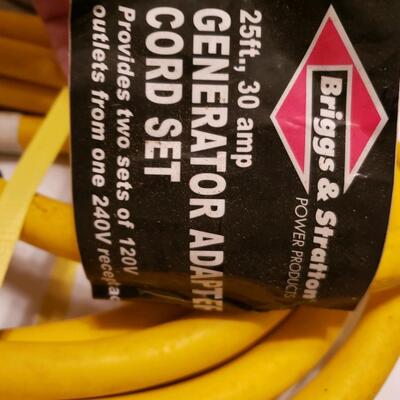 Briggs & Stratton
POWER PRODUCTS
25ft., 30 amp
GENERATOR ADAPTER
CORD SET
Provides two sets of 120V
outlets from one 240V receptac